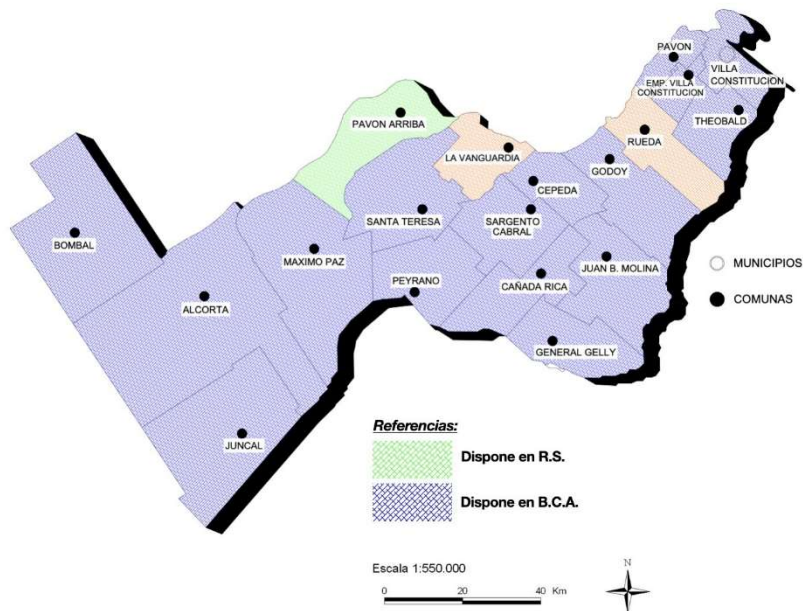 PAVON
VILLA
CONSTITUCION
EMP. VILLA
CONSTITUCION
PAVON ARRIBA
THEOBALD
RUEDA
LA VANGUARDIA
GODOY
CEPEDA
SANTA TERESA
SARGENTO
CABRAL
BOMBAL
MAXIMO PAZ
JUAN B. MOLINA
MUNICIPIOS
PEYRANO
CAÑADA RICA
ALCORTA
COMUNAS
GENERAL GELLY
JUNCAL
Referencias:
Dispone en R.S.
Dispone en B.C.A.
Escala 1:550.000
0 20 40 Km
N